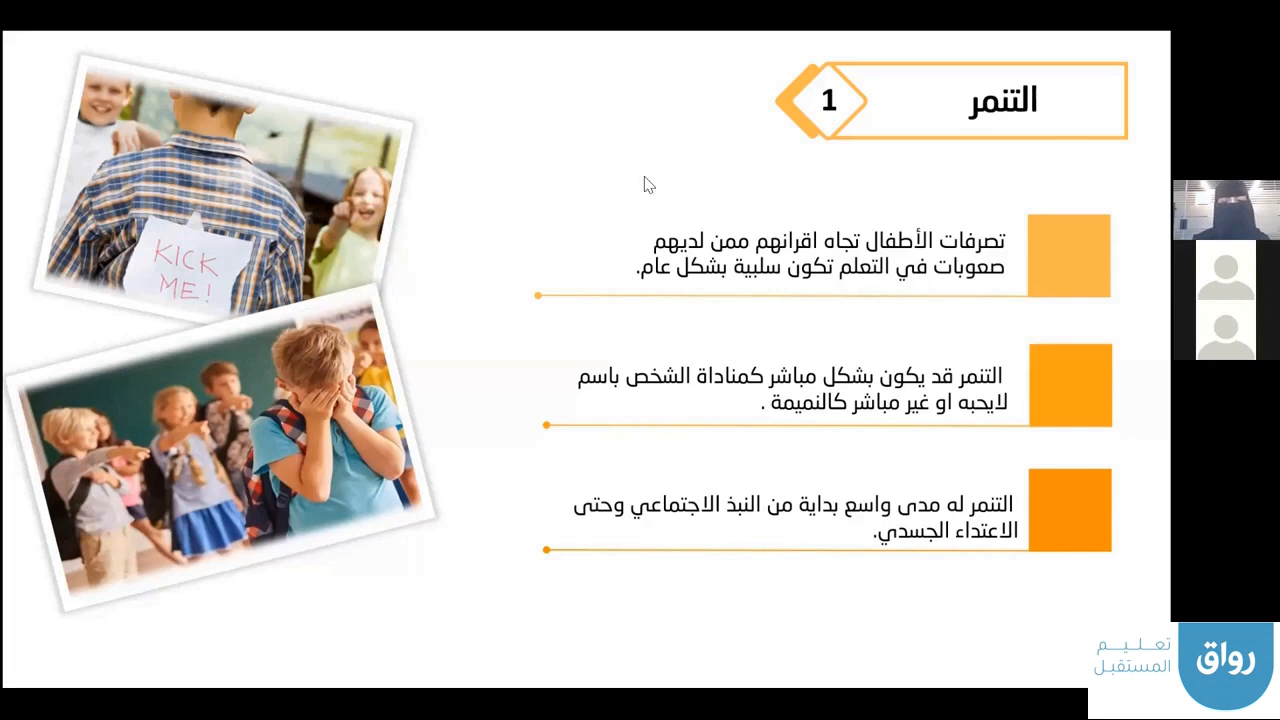 التنمر
1
تصرفات الأطفال تجاه اقرانهم ممن لديهم
صعوبات في التعلم تكون سلبية بشكل عام.
التنمر قد يكون بشكل مباشر كمناداة الشخص باسم
لايحبه او غير مباشر كالنميمة .
التنمر له مدى واسع بداية من النبذ الاجتماعي وحتى
الاعتداء الجسدي.
KICK
ME!
رواق
تعـــلـــيـــم
المستقبـل